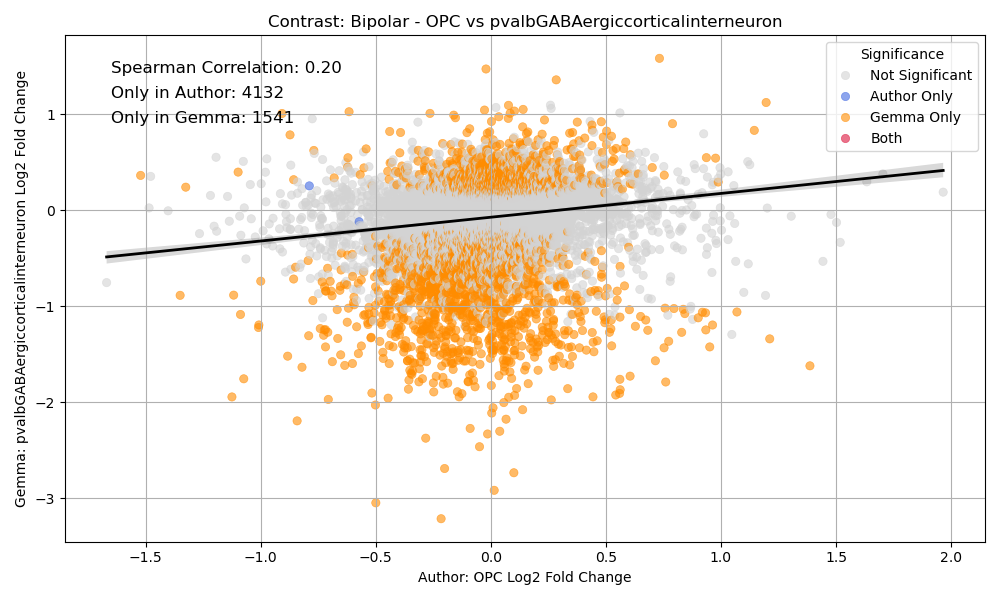 Contrast: Bipolar - OPC vs pvalbGABAergiccorticalinterneuron
Spearman Correlation: 0.20
Only in Author: 4132
Only in Gemma: 1541
Significance
Not Significant
Author Only
Gemma Only
Both
Gemma: pvalbGABAergiccorticalinterneuron Log2 Fold Change
1
0
−1
−2
−3
−1.5 −1.0 −0.5 0.0 0.5 1.0 1.5 2.0
Author: OPC Log2 Fold Change